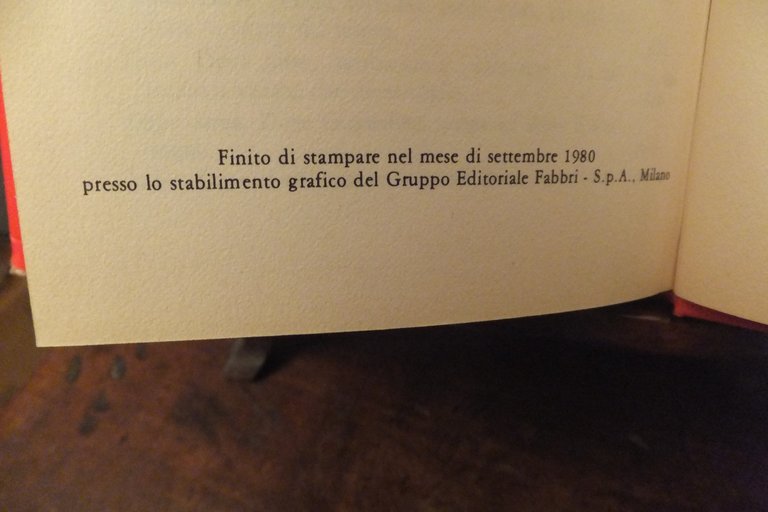 Finito di stampare nel mese di settembre 1980
presso lo stabilimento grafico del Gruppo Editoriale Fabbri - S.p.A., Milano